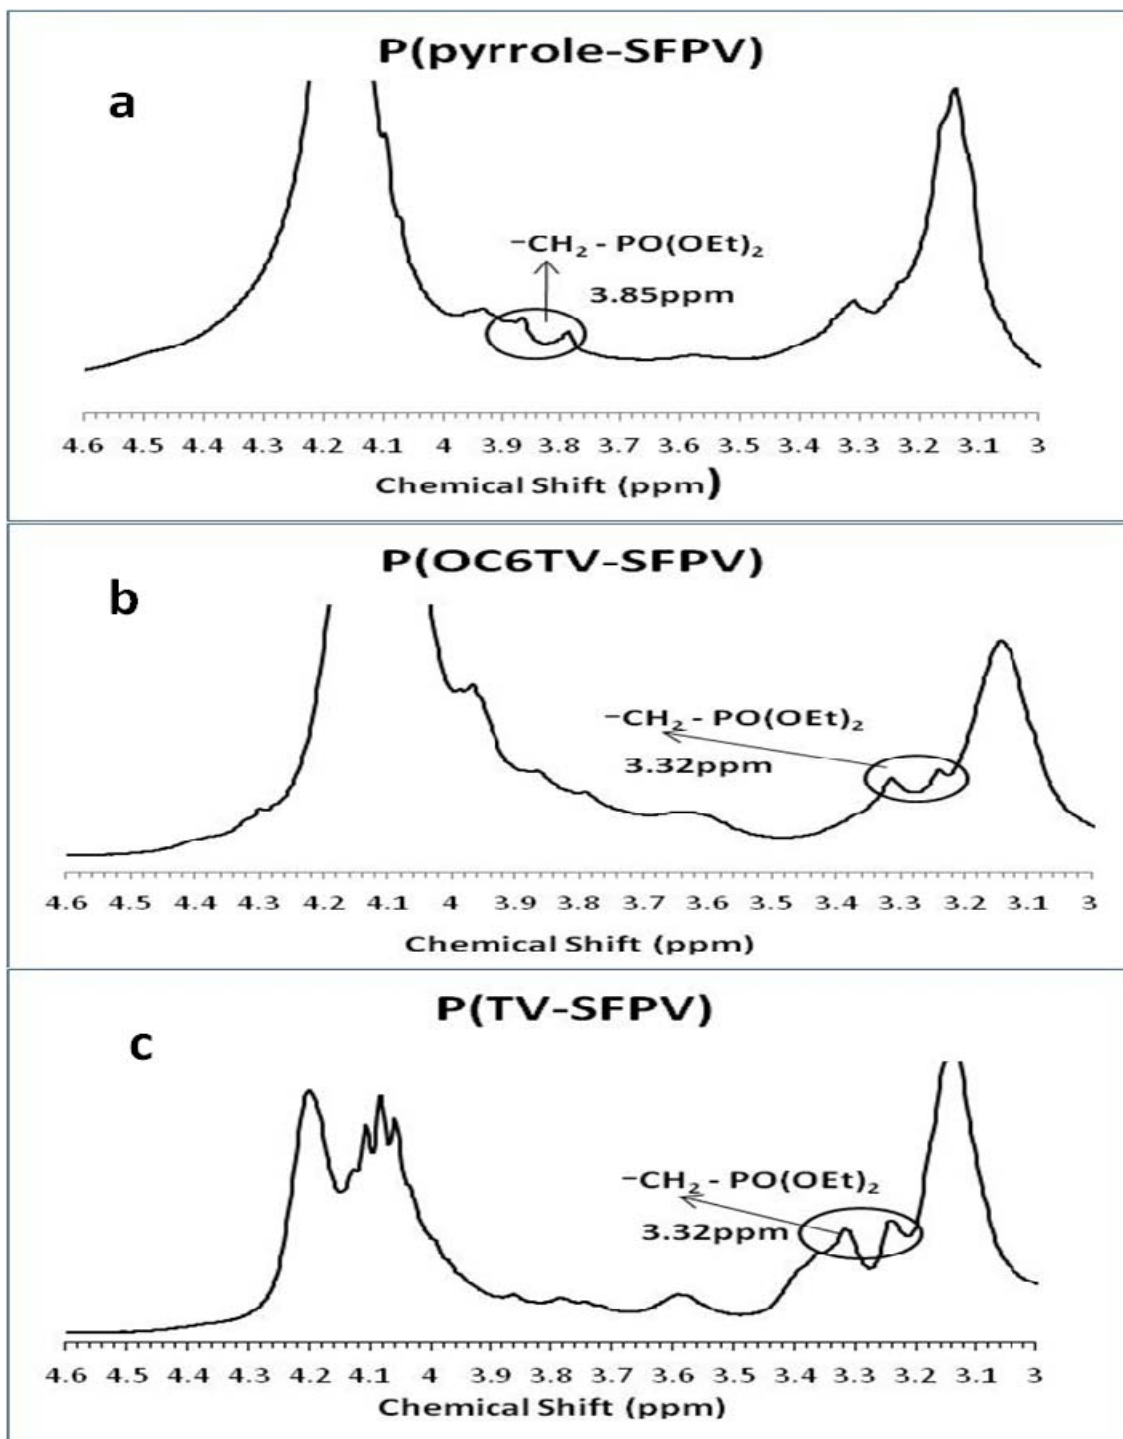 P(pyrrole-SFPV)
a
−CH₂ - PO(OEt)₂
3.85ppm
4.6 4.5 4.4 4.3 4.2 4.1 4 3.9 3.8 3.7 3.6 3.5 3.4 3.3 3.2 3.1 3
Chemical Shift (ppm)
P(OC6TV-SFPV)
b
−CH₂ - PO(OEt)₂
3.32ppm
4.6 4.5 4.4 4.3 4.2 4.1 4 3.9 3.8 3.7 3.6 3.5 3.4 3.3 3.2 3.1 3
Chemical Shift (ppm)
P(TV-SFPV)
c
−CH₂ - PO(OEt)₂
3.32ppm
4.6 4.5 4.4 4.3 4.2 4.1 4 3.9 3.8 3.7 3.6 3.5 3.4 3.3 3.2 3.1 3
Chemical Shift (ppm)